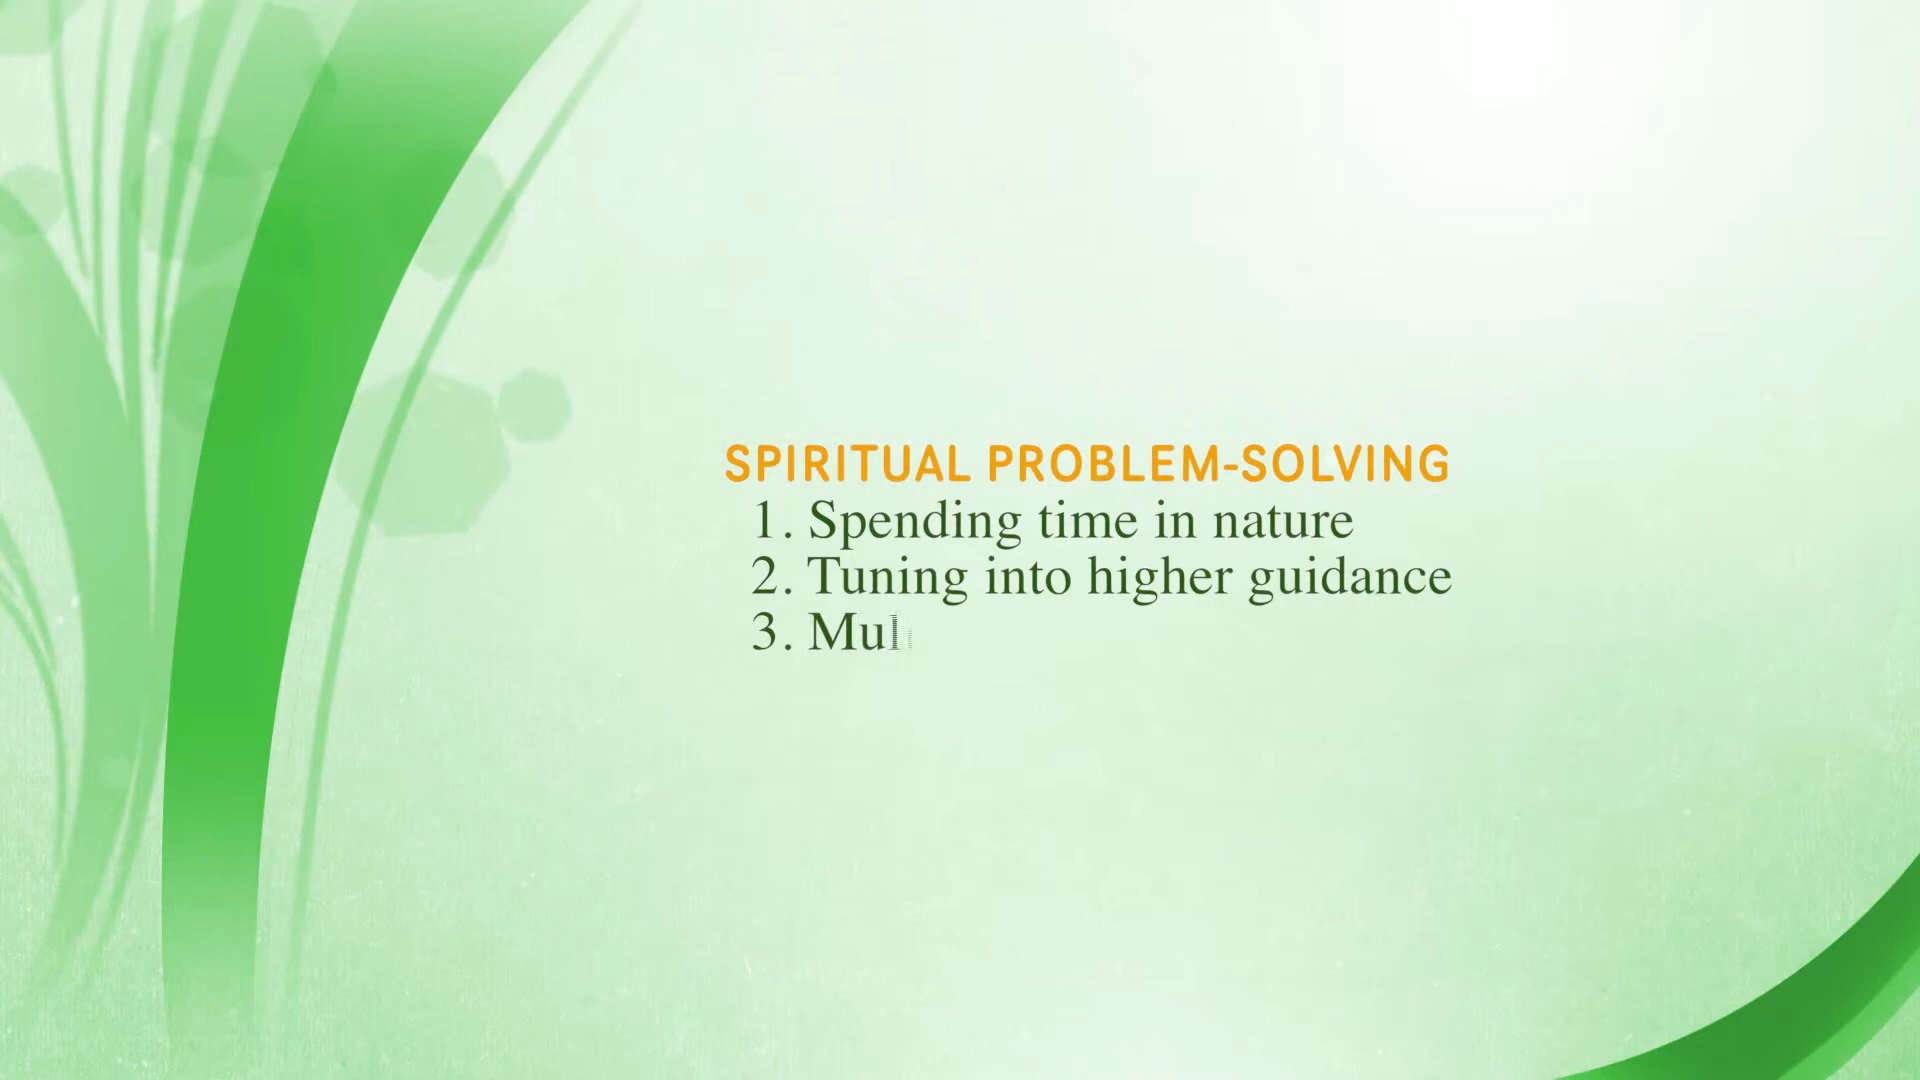 SPIRITUAL PROBLEM-SOLVING
1. Spending time in nature
2. Tuning into higher guidance
3. Mul